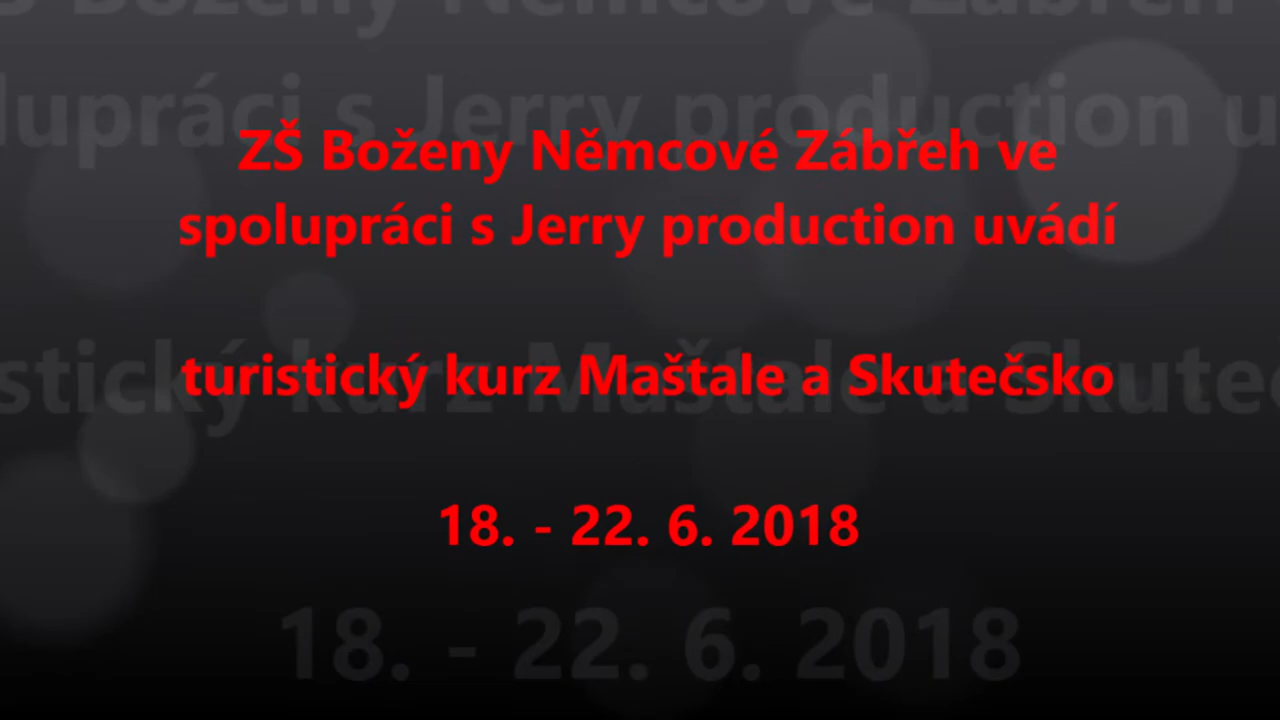 ZŠ Boženy Němcové Zábřeh ve
spolupráci s Jerry production uvádí
turistický kurz Maštale a Skutečsko
18. - 22. 6. 2018